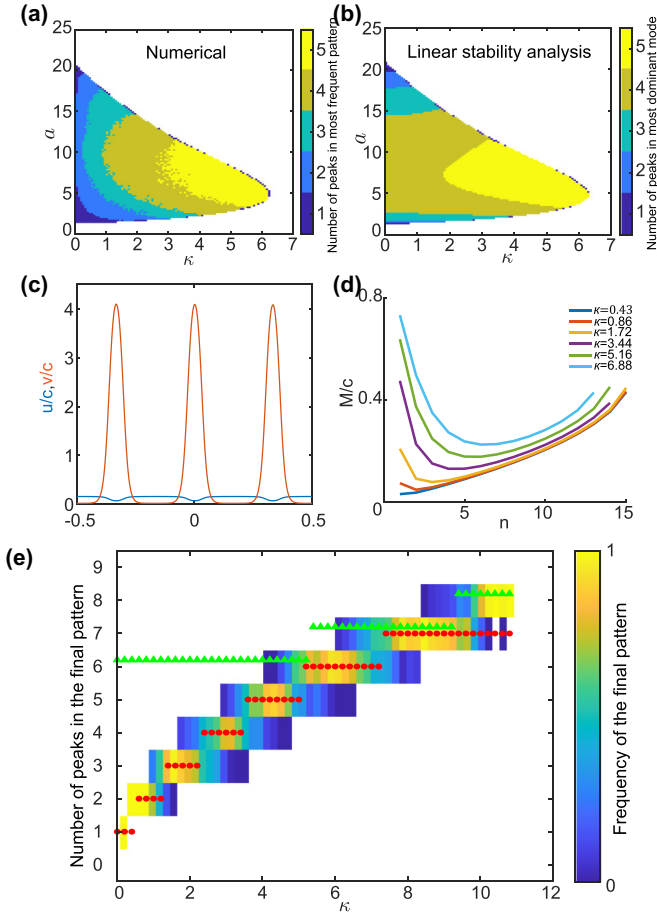 (a)
25
20
15
10
5
0
a
Numerical
0 1 2 3 4 5 6 7
κ
5
4
3
2
1
Number of peaks in most frequent pattern
(b)
25
20
15
10
5
0
a
Linear stability analysis
0 1 2 3 4 5 6 7
κ
5
4
3
2
1
Number of peaks in most dominant mode
(c)
4
3
2
1
0
u/c,v/c
-0.5 0 0.5
(d)
0.8
0.4
0
M/c
κ=0.43
κ=0.86
κ=1.72
κ=3.44
κ=5.16
κ=6.88
5 10 15
n
(e)
9
8
7
6
5
4
3
2
1
0
Number of peaks in the final pattern
0 2 4 6 8 10 12
κ
1
0
Frequency of the final pattern